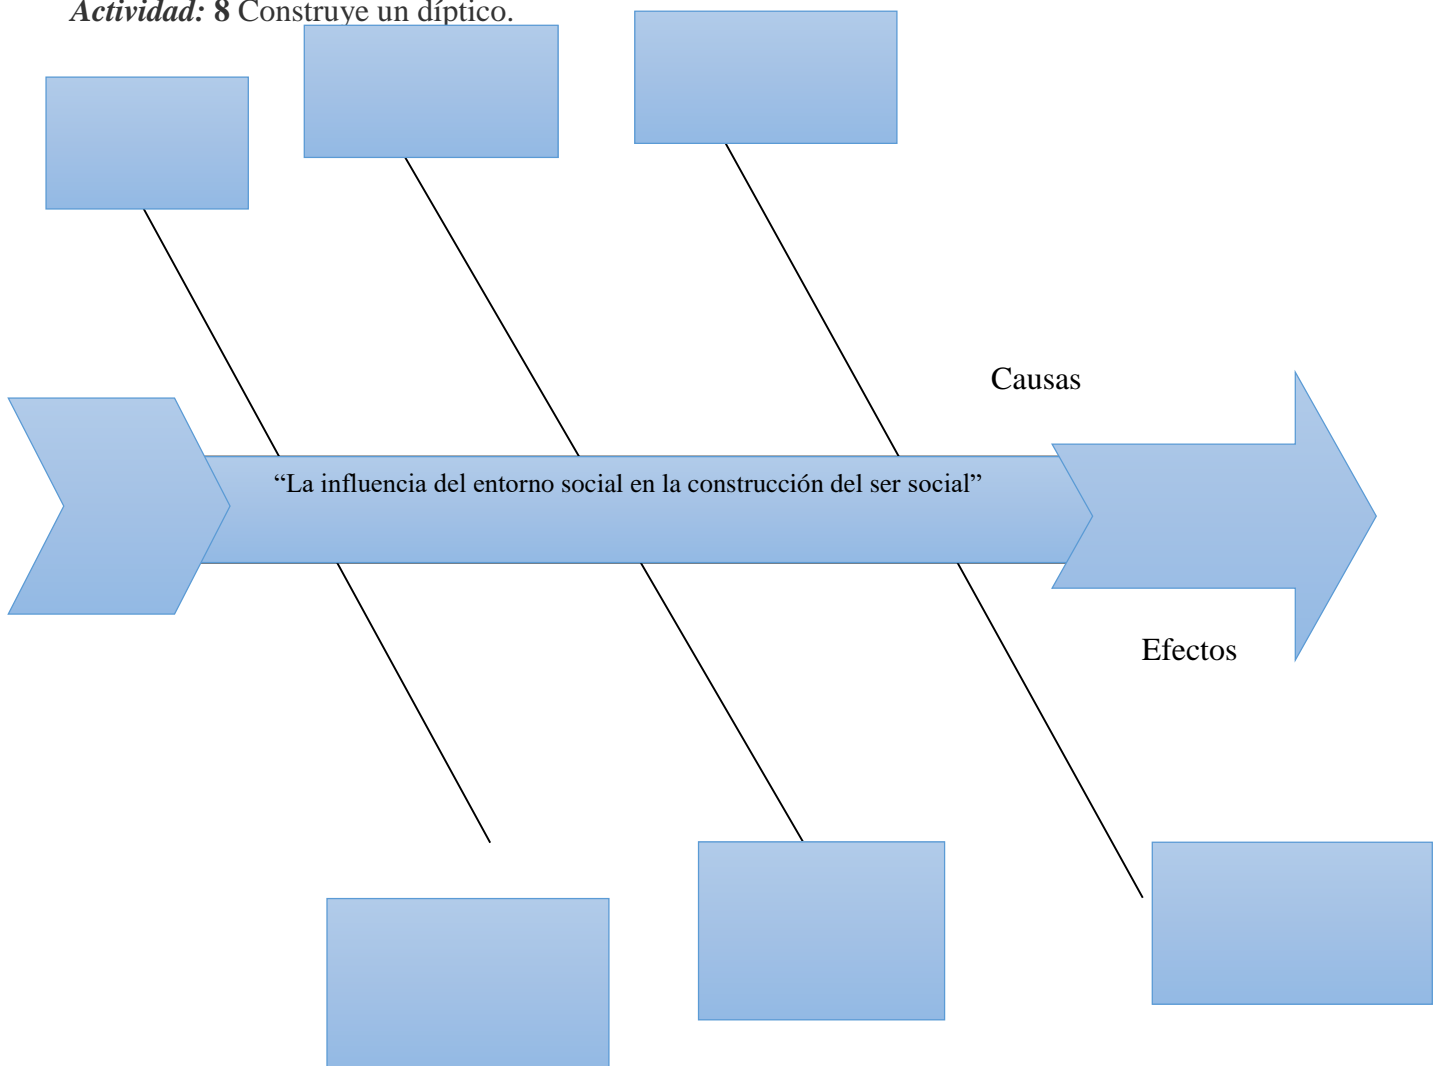 Actividad: 8 Construye un díptico.
Causas
“La influencia del entorno social en la construcción del ser social”
Efectos